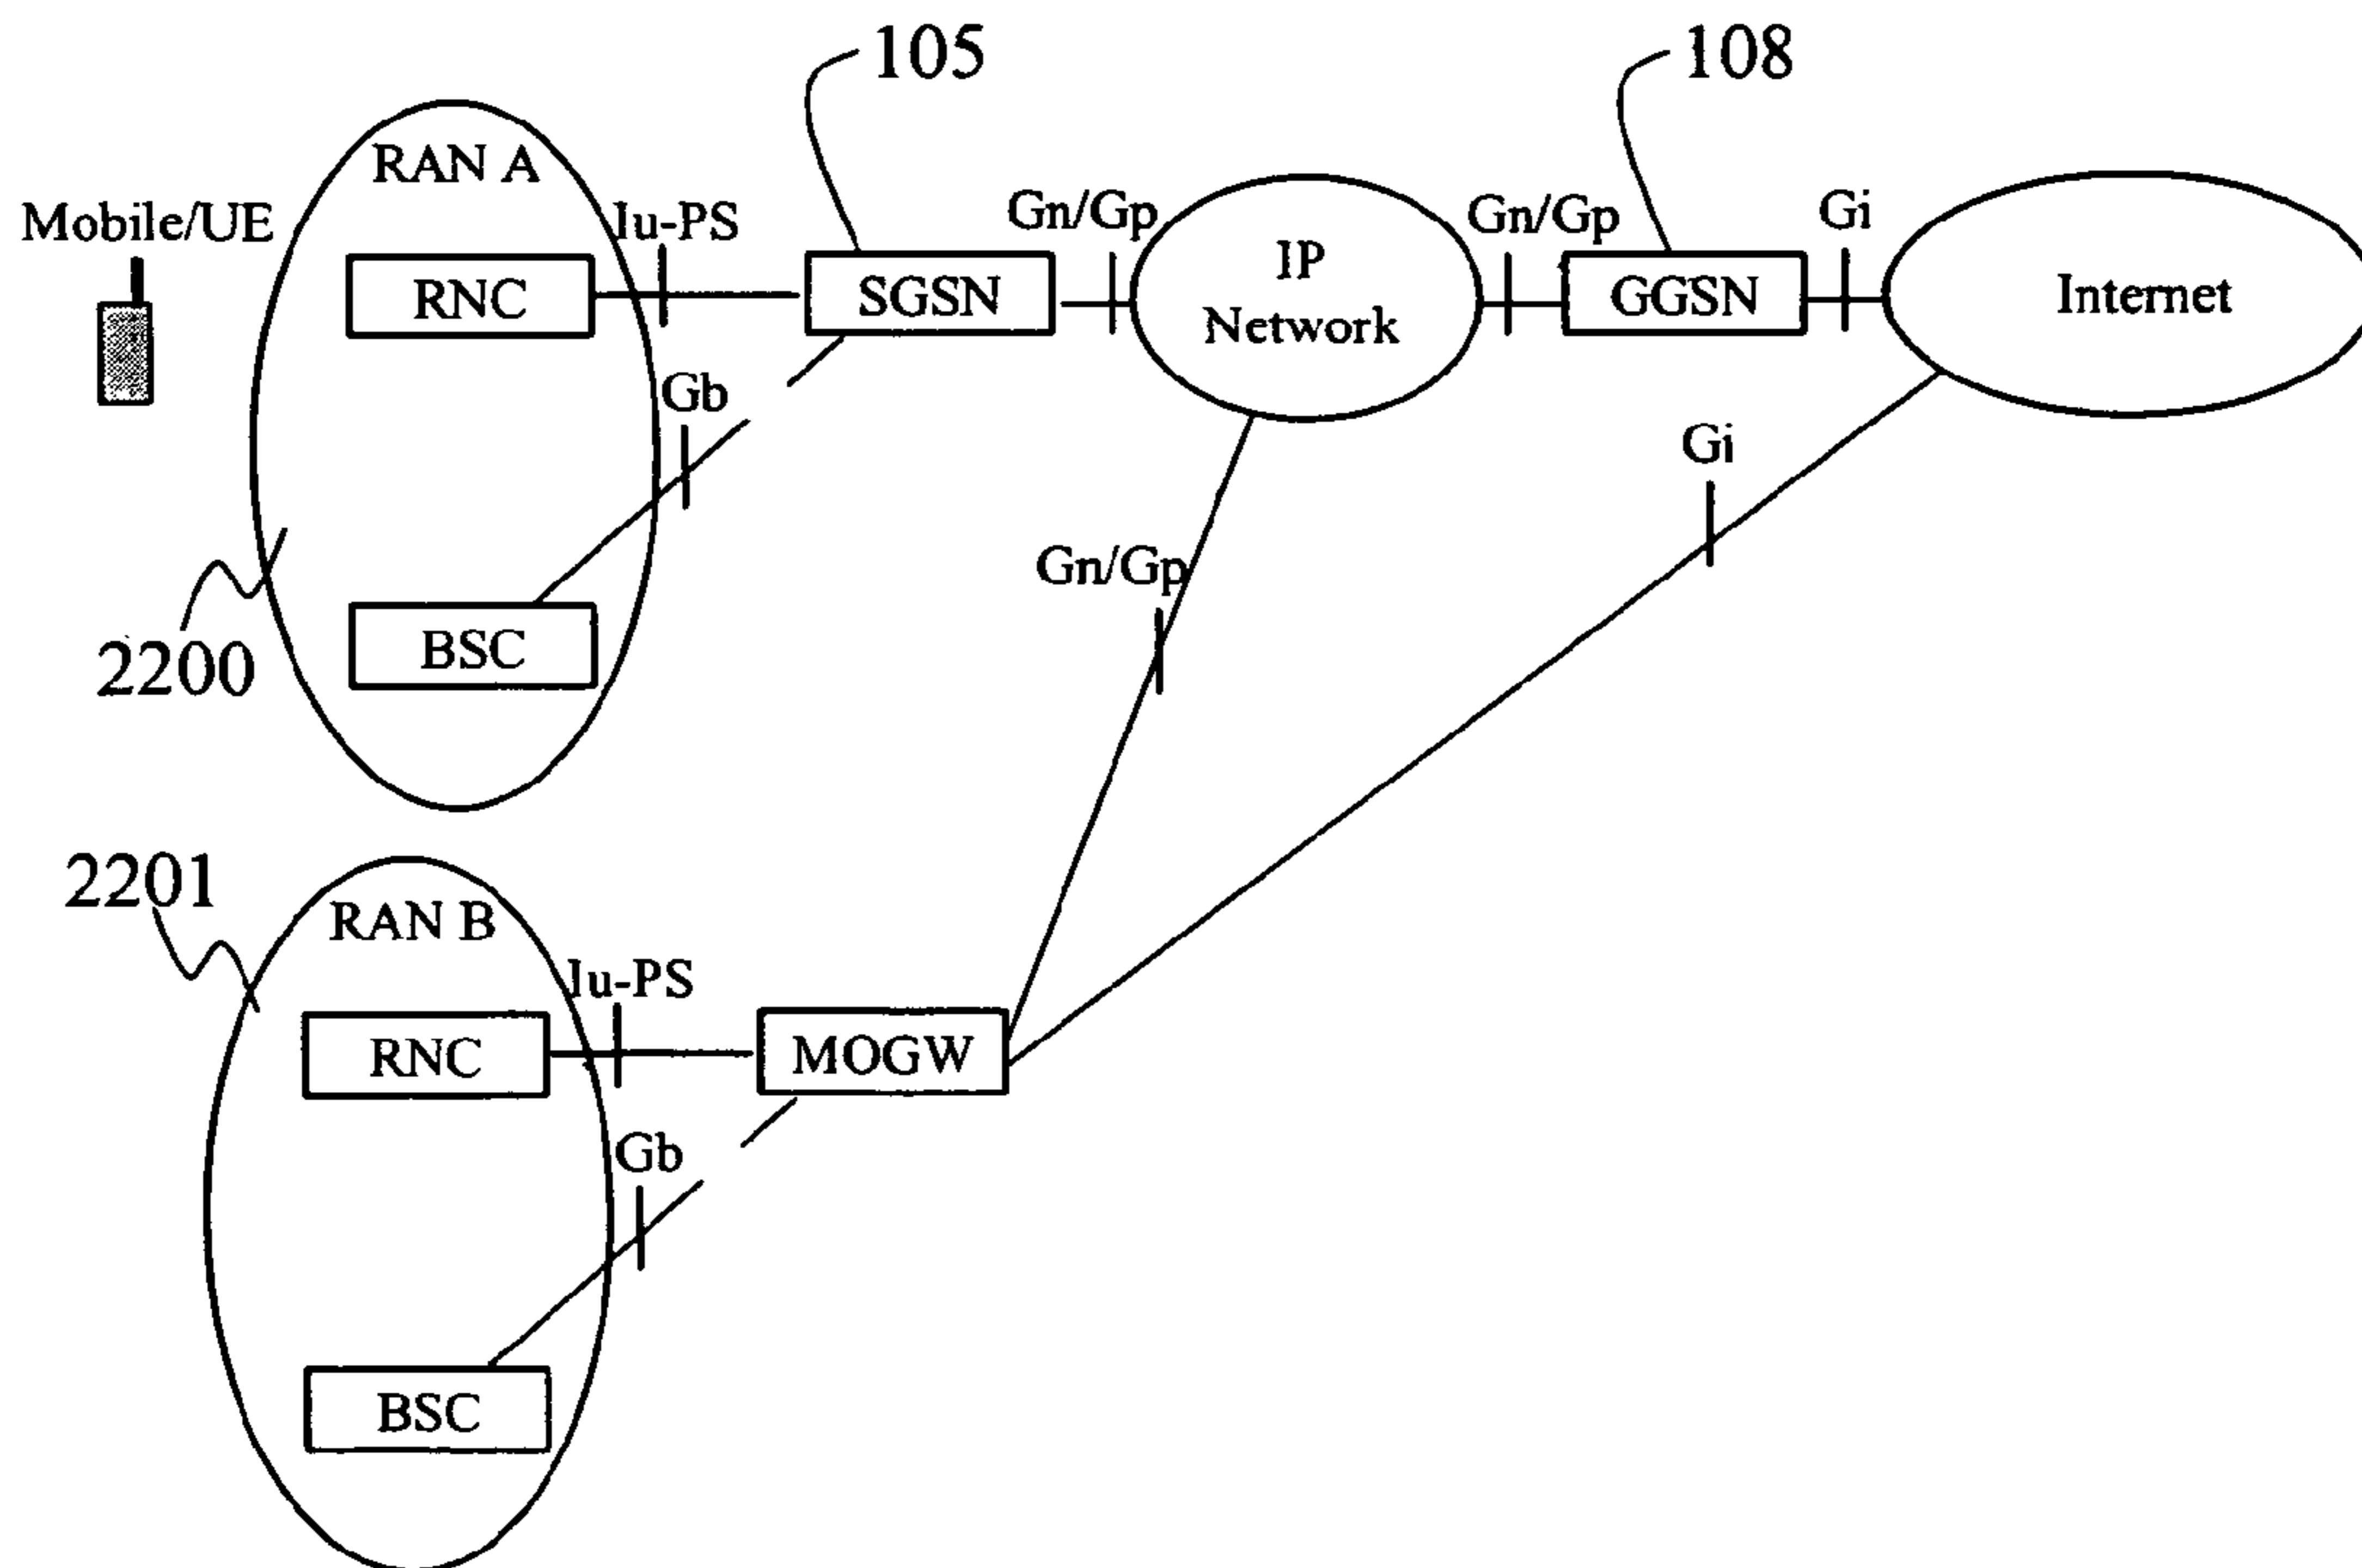 105
108
RAN A
Mobile/UE
Iu-PS
Gn/Gp
Gn/Gp
Gi
RNC
SGSN
IP
Network
GGSN
Internet
Gb
Gi
Gn/Gp
BSC
2200
2201
RAN B
Iu-PS
RNC
MOGW
Gb
BSC